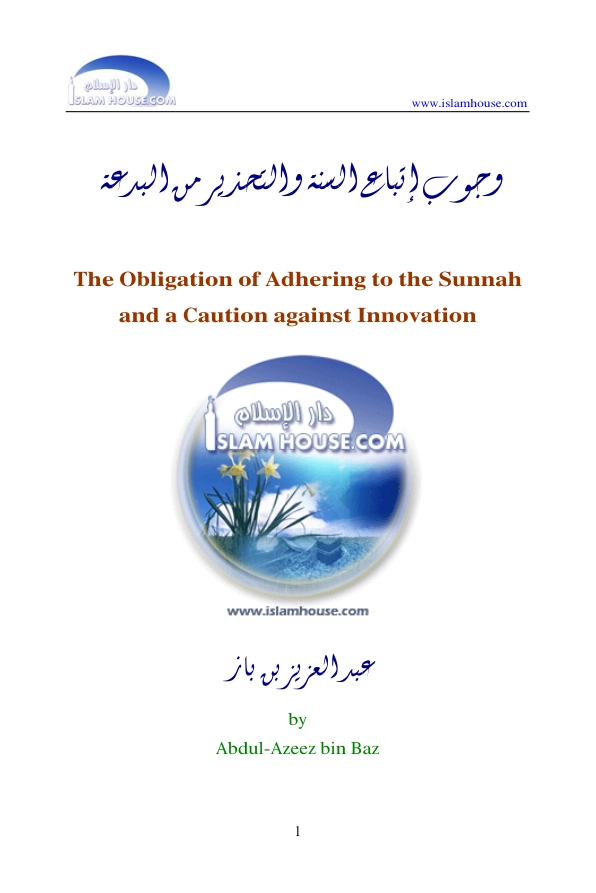 دار الإسلام
ISLAM HOUSE.COM
www.islamhouse.com
وجوب إتباع السنة والتحذير من البدعة
The Obligation of Adhering to the Sunnah
and a Caution against Innovation
دار الإسلام
ISLAM HOUSE.COM
www.islamhouse.com
عبد العزيز بن باز
by
Abdul-Azeez bin Baz
1